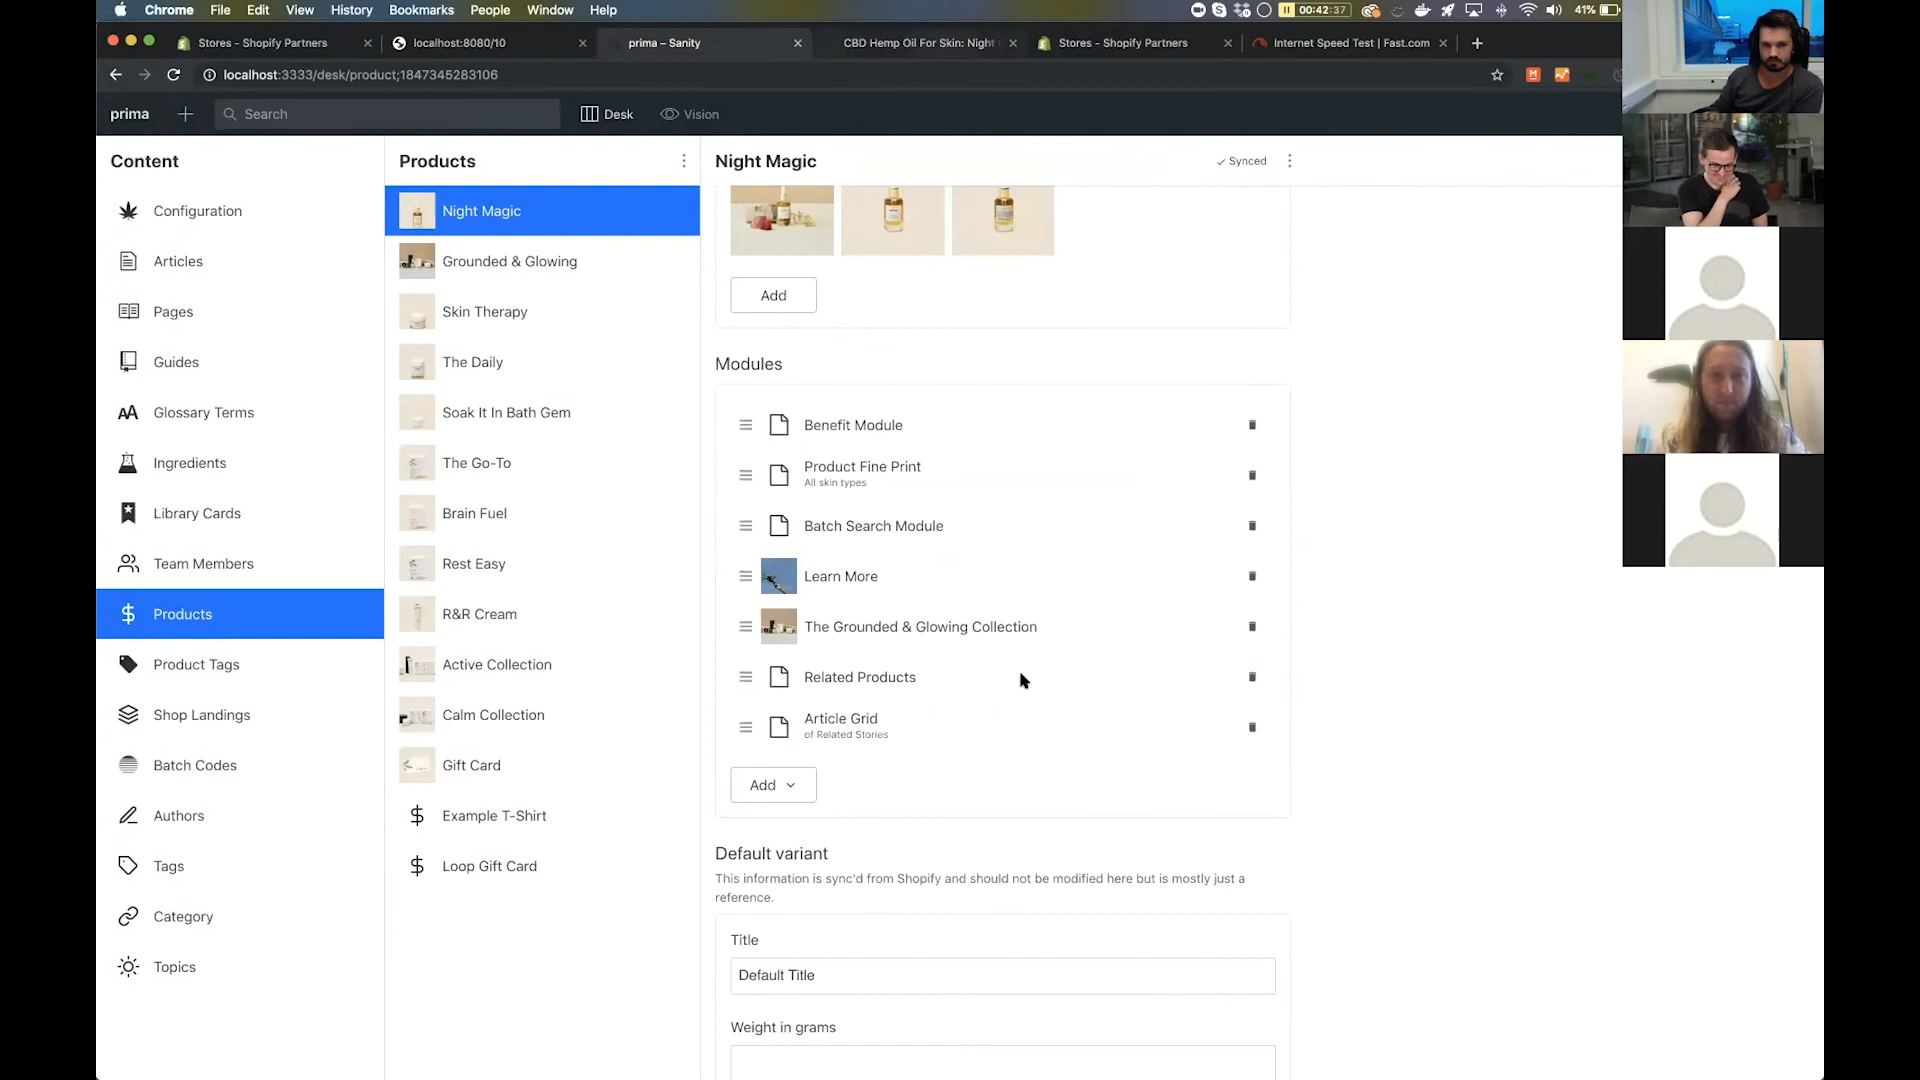 Chrome File Edit View History Bookmarks People Window Help 00:42:37 41%
Stores - Shopify Partners localhost:8080/10 prima – Sanity CBD Hemp Oil For Skin: Night Stores - Shopify Partners Internet Speed Test | Fast.com
localhost:3333/desk/product;1847345283106
prima Search Desk Vision
Content
Configuration
Articles
Pages
Guides
Glossary Terms
Ingredients
Library Cards
Team Members
Products
Product Tags
Shop Landings
Batch Codes
Authors
Tags
Category
Topics
Products
Night Magic
Grounded & Glowing
Skin Therapy
The Daily
Soak It In Bath Gem
The Go-To
Brain Fuel
Rest Easy
R&R Cream
Active Collection
Calm Collection
Gift Card
Example T-Shirt
Loop Gift Card
Night Magic Synced
Add
Modules
Benefit Module
Product Fine Print
All skin types
Batch Search Module
Learn More
The Grounded & Glowing Collection
Related Products
Article Grid
of Related Stories
Add
Default variant
This information is sync'd from Shopify and should not be modified here but is mostly just a
reference.
Title
Default Title
Weight in grams